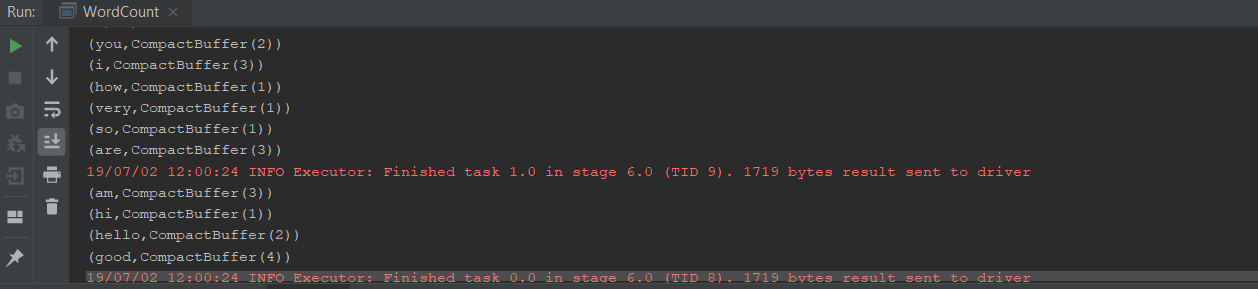 Run: WordCount
(you,CompactBuffer(2))
(i,CompactBuffer(3))
(how,CompactBuffer(1))
(very,CompactBuffer(1))
(so,CompactBuffer(1))
(are,CompactBuffer(3))
19/07/02 12:00:24 INFO Executor: Finished task 1.0 in stage 6.0 (TID 9). 1719 bytes result sent to driver
(am,CompactBuffer(3))
(hi,CompactBuffer(1))
(hello,CompactBuffer(2))
(good,CompactBuffer(4))
19/07/02 12:00:24 INFO Executor: Finished task 0.0 in stage 6.0 (TID 8). 1719 bytes result sent to driver